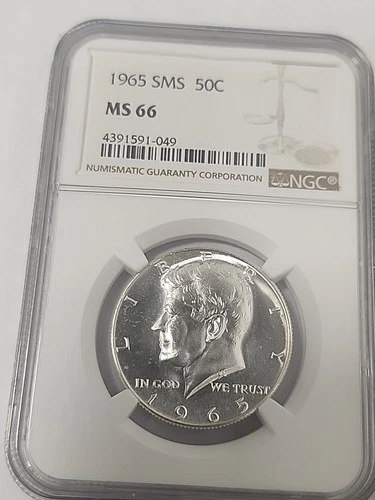 1965 SMS 50C
MS 66
4391591-049
NUMISMATIC GUARANTY CORPORATION NGC®
LIBERTY
IN GOD WE TRUST
1965